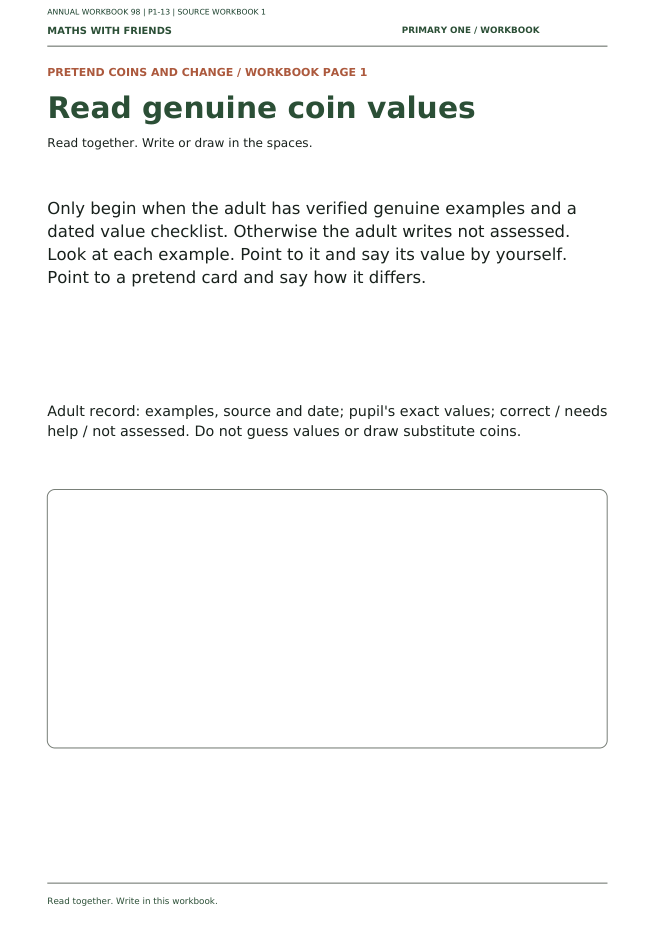 ANNUAL WORKBOOK 98 | P1-13 | SOURCE WORKBOOK 1
MATHS WITH FRIENDS
PRIMARY ONE / WORKBOOK
PRETEND COINS AND CHANGE / WORKBOOK PAGE 1
Read genuine coin values
Read together. Write or draw in the spaces.
Only begin when the adult has verified genuine examples and a
dated value checklist. Otherwise the adult writes not assessed.
Look at each example. Point to it and say its value by yourself.
Point to a pretend card and say how it differs.
Adult record: examples, source and date; pupil's exact values; correct / needs
help / not assessed. Do not guess values or draw substitute coins.
Read together. Write in this workbook.